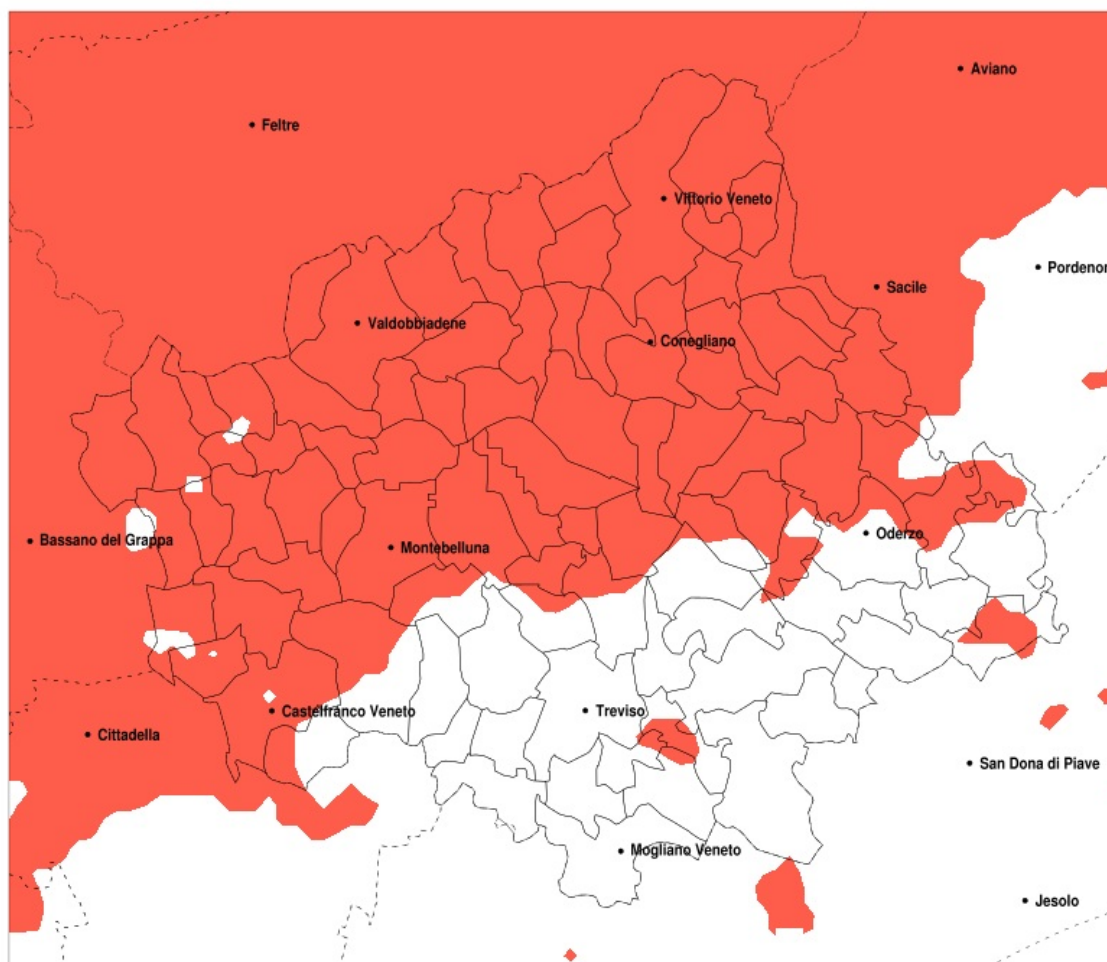 Aviano
Feltre
Vittorio Veneto
Pordenon
Sacile
Valdobbiadene
Conegliano
Oderzo
Bassano del Grappa
Montebelluna
Castelfranco Veneto
Treviso
Cittadella
San Dona di Piave
Mogliano Veneto
Jesolo